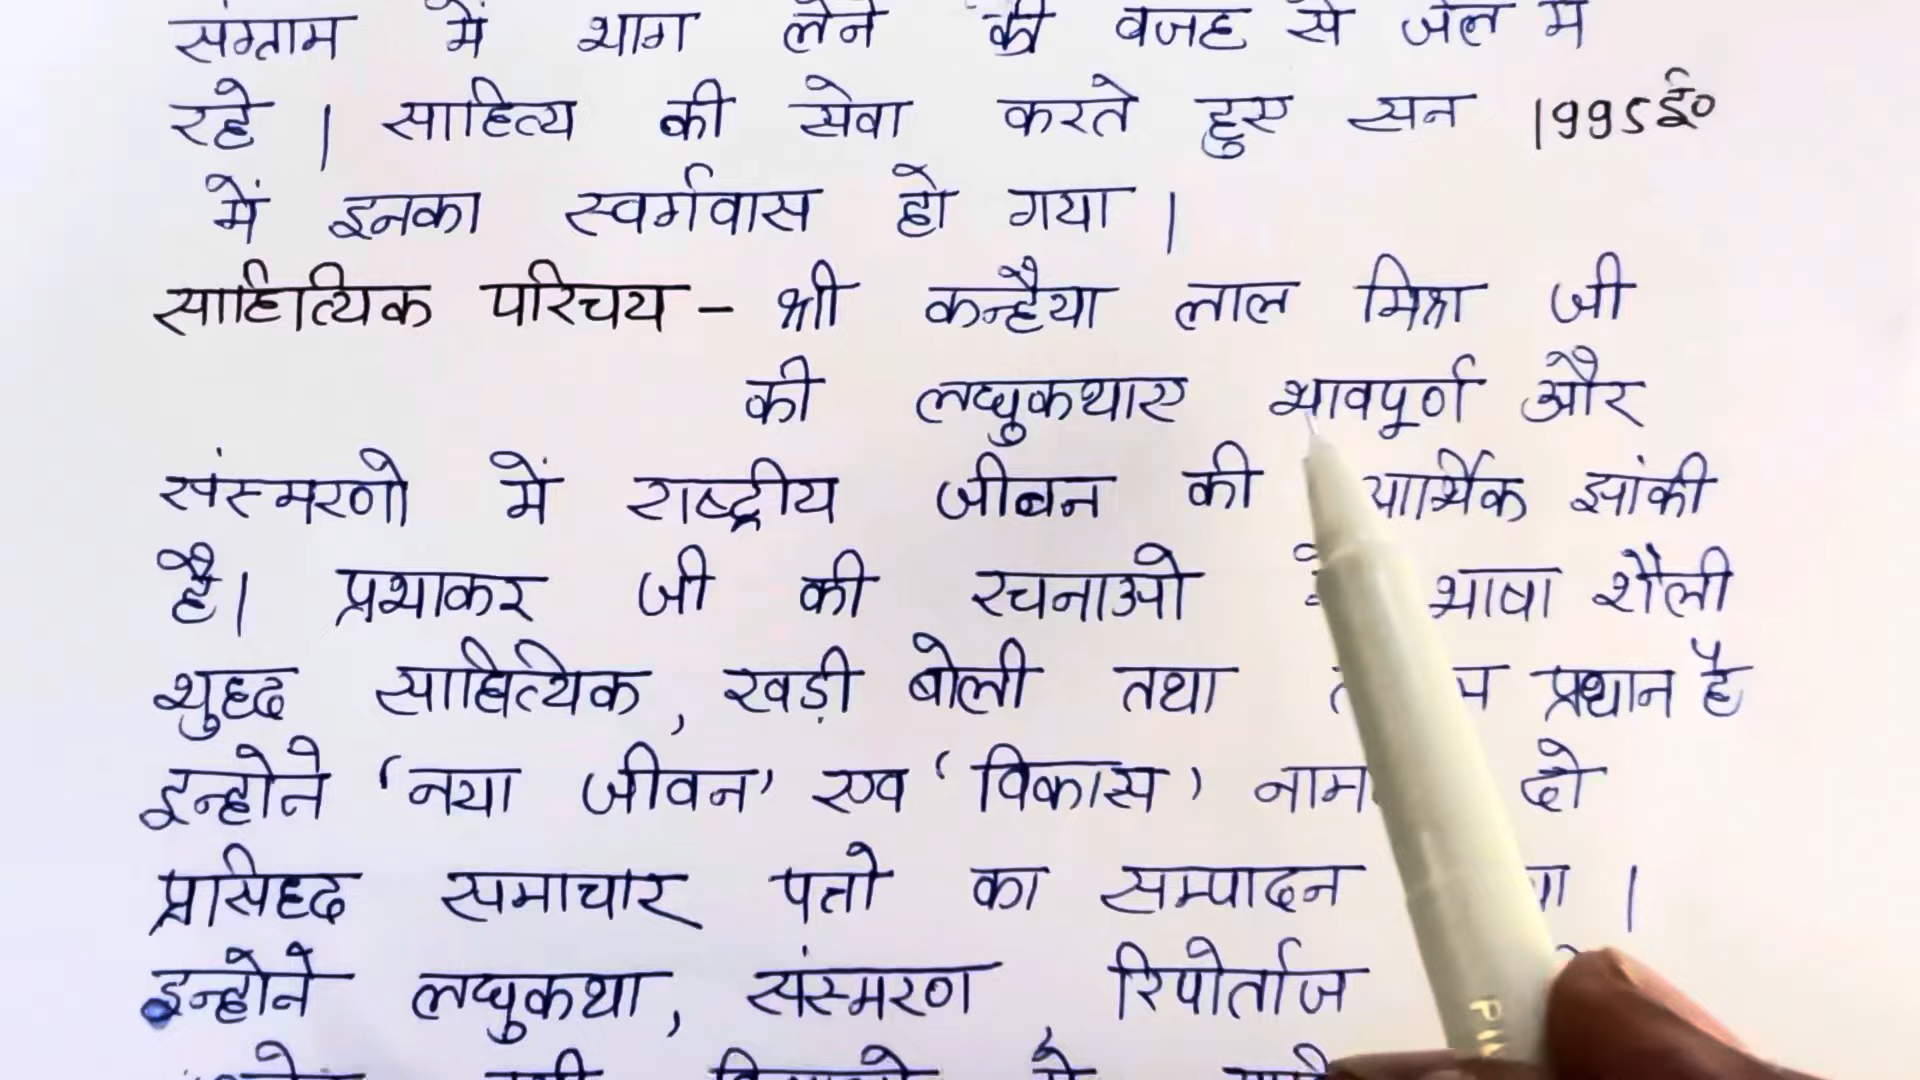 संग्राम में भाग लेने की वजह से जेल में
रहे । साहित्य की सेवा करते हुए सन 1995ई०
में इनका स्वर्गवास हो गया ।
साहित्यिक परिचय - श्री कन्हैया लाल मिश्रा जी
की लघुकथाए भावपूर्ण और
संस्मरणो में राष्ट्रीय जीवन की झांकी
है। प्रभाकर जी की रचनाओ भाषा शैली
शुद्ध साहित्यिक, खड़ी बोली तथा प्रधान है
इन्होने 'नया जीवन' एव 'विकास' दो
प्रसिद्ध समाचार पत्रो का सम्पादन ।
इन्होने लघुकथा, संस्मरण, रिपोर्ताज